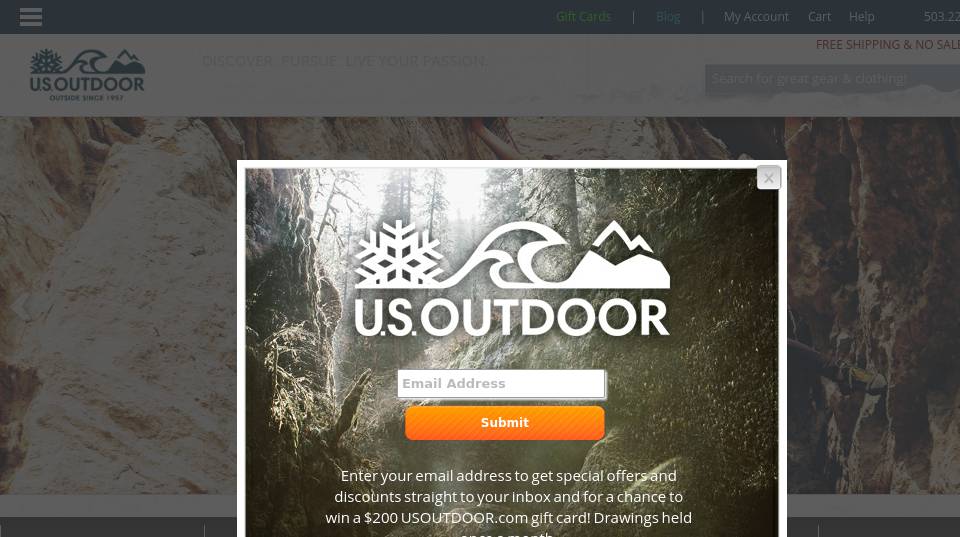 Gift Cards | Blog | My Account Cart Help 503.22
FREE SHIPPING & NO SALE
DISCOVER. PURSUE. LIVE YOUR PASSION.
U.S. OUTDOOR
OUTSIDE SINCE 1957
Search for great gear & clothing!
U.S. OUTDOOR
Email Address
Submit
Enter your email address to get special offers and
discounts straight to your inbox and for a chance to
win a $200 USOUTDOOR.com gift card! Drawings held
once a month.